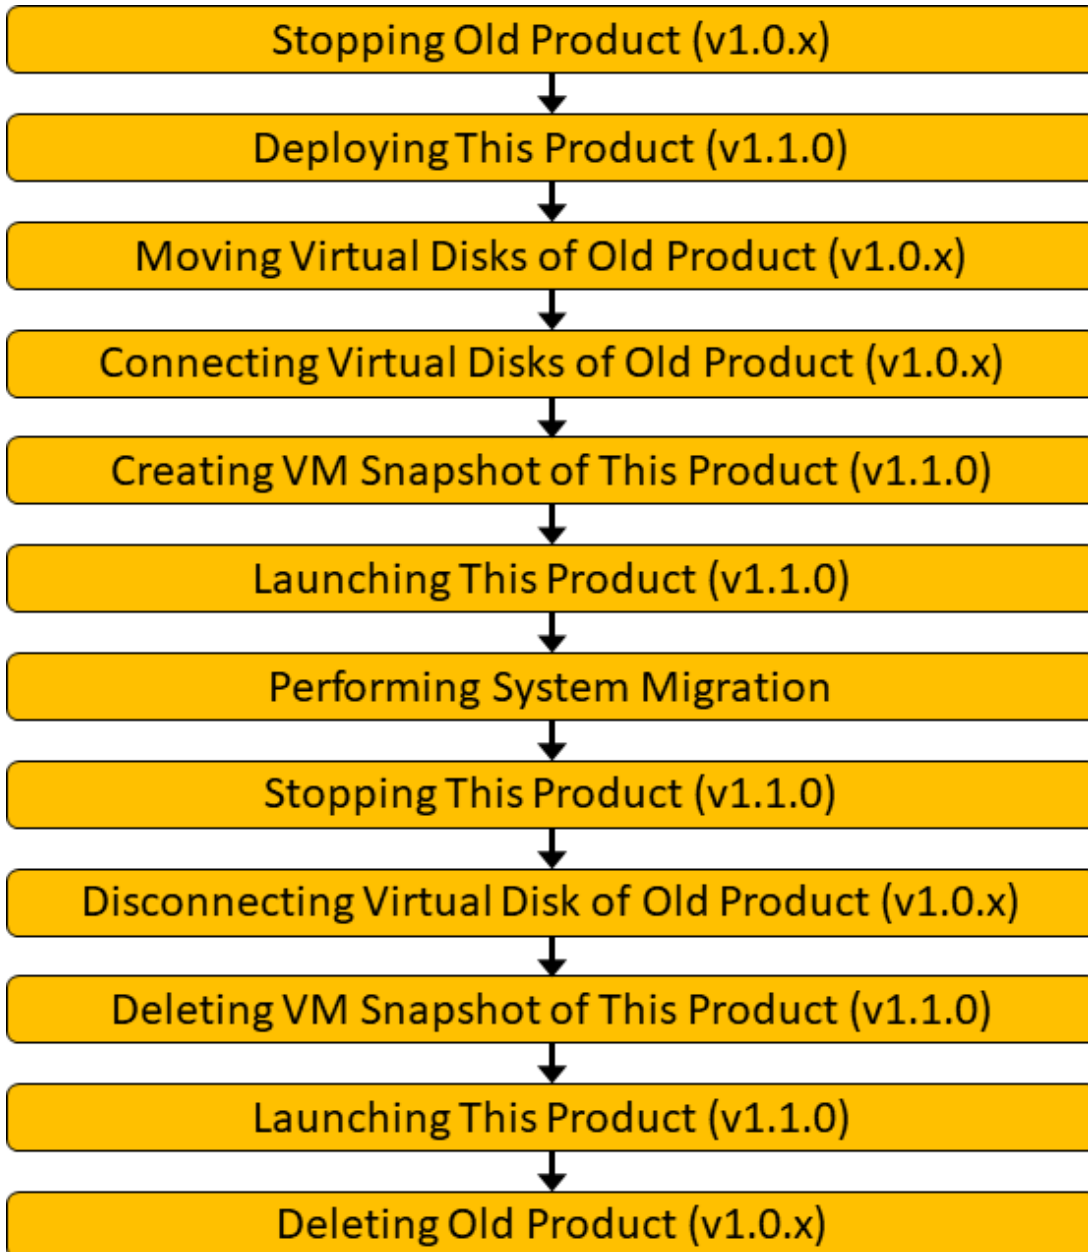 Stopping Old Product (v1.0.x)
Deploying This Product (v1.1.0)
Moving Virtual Disks of Old Product (v1.0.x)
Connecting Virtual Disks of Old Product (v1.0.x)
Creating VM Snapshot of This Product (v1.1.0)
Launching This Product (v1.1.0)
Performing System Migration
Stopping This Product (v1.1.0)
Disconnecting Virtual Disk of Old Product (v1.0.x)
Deleting VM Snapshot of This Product (v1.1.0)
Launching This Product (v1.1.0)
Deleting Old Product (v1.0.x)